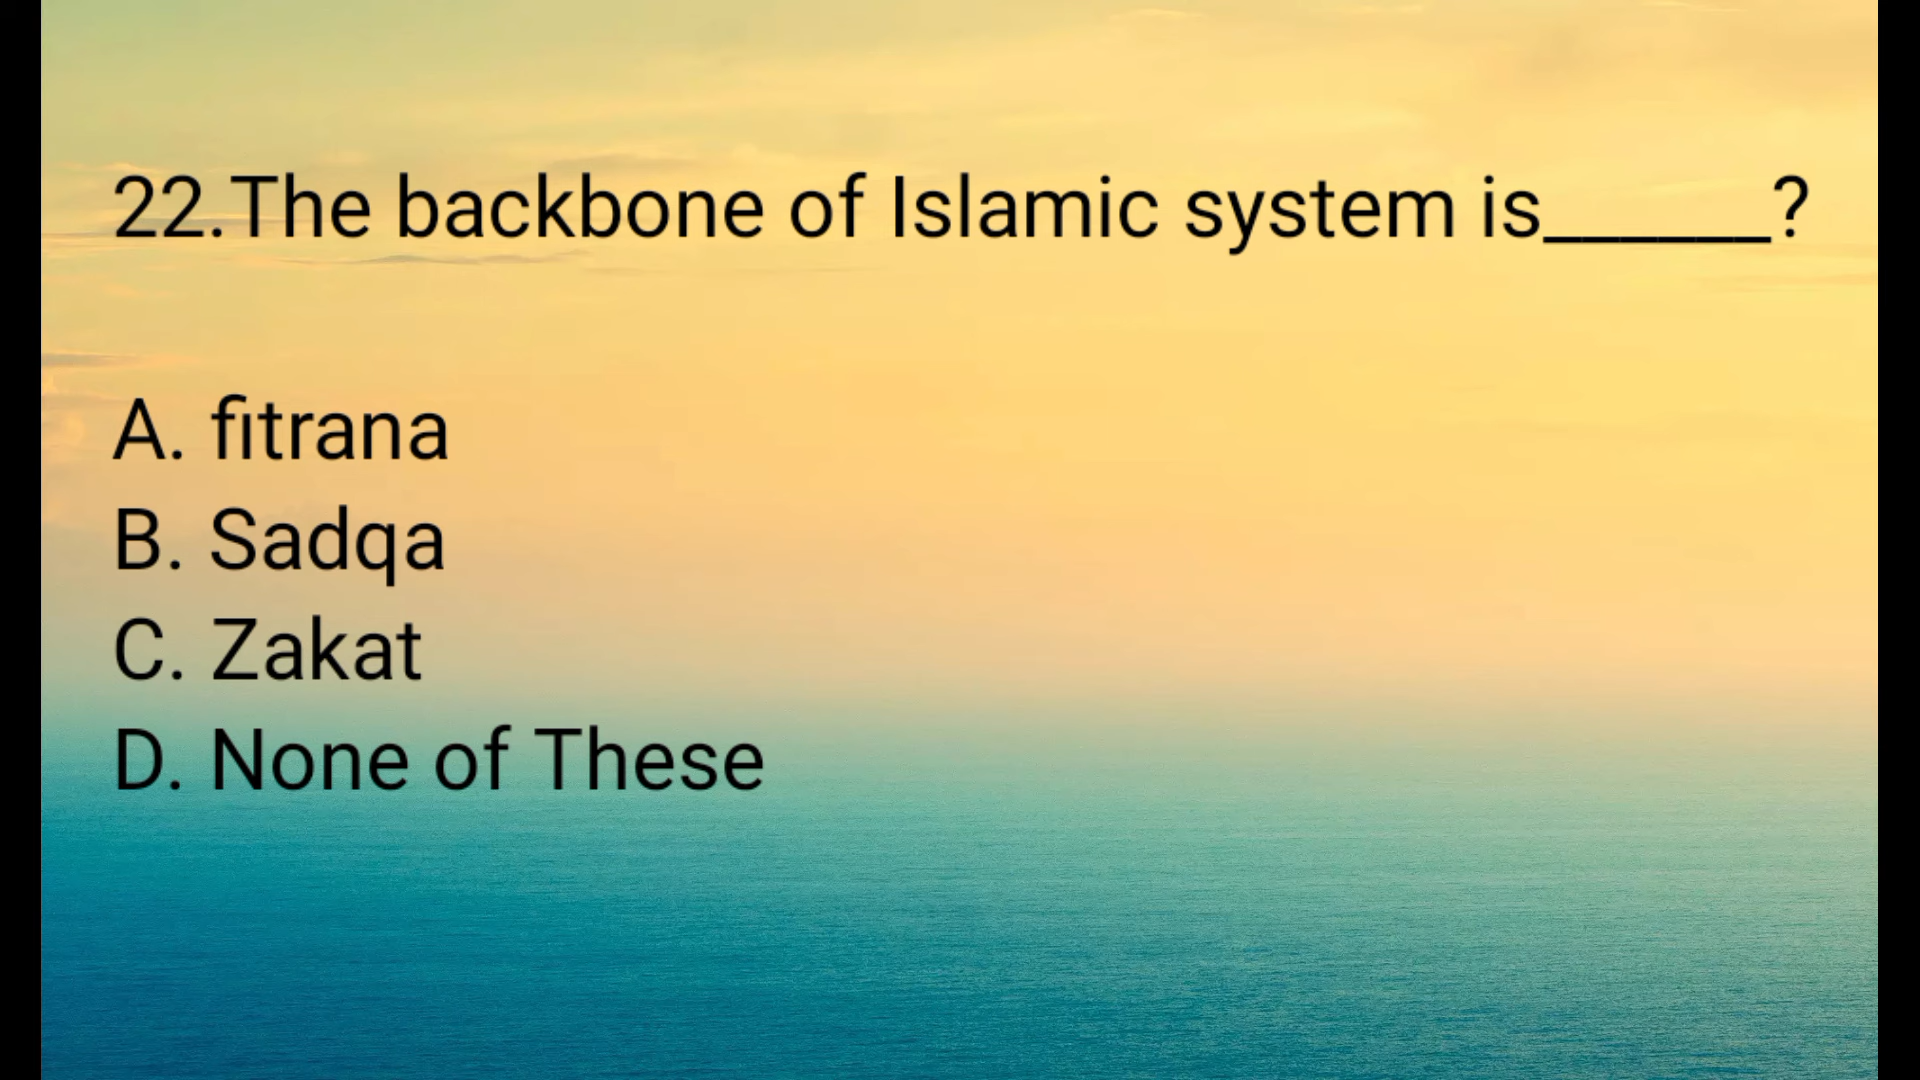 22.The backbone of Islamic system is______?
A. fitrana
B. Sadqa
C. Zakat
D. None of These